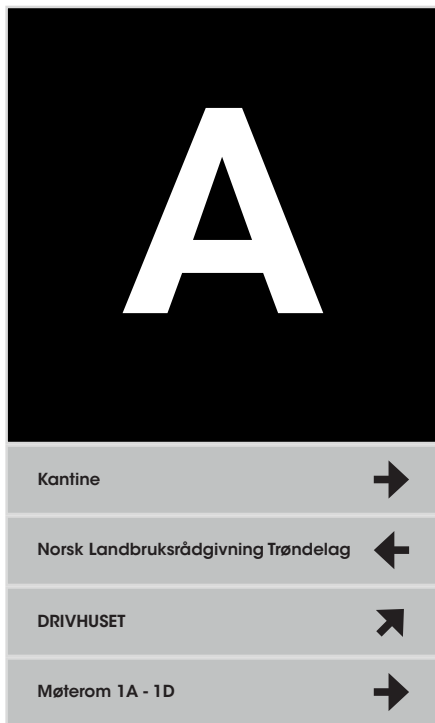 A
Kantine
Norsk Landbruksrådgivning Trøndelag
DRIVHUSET
Møterom 1A - 1D